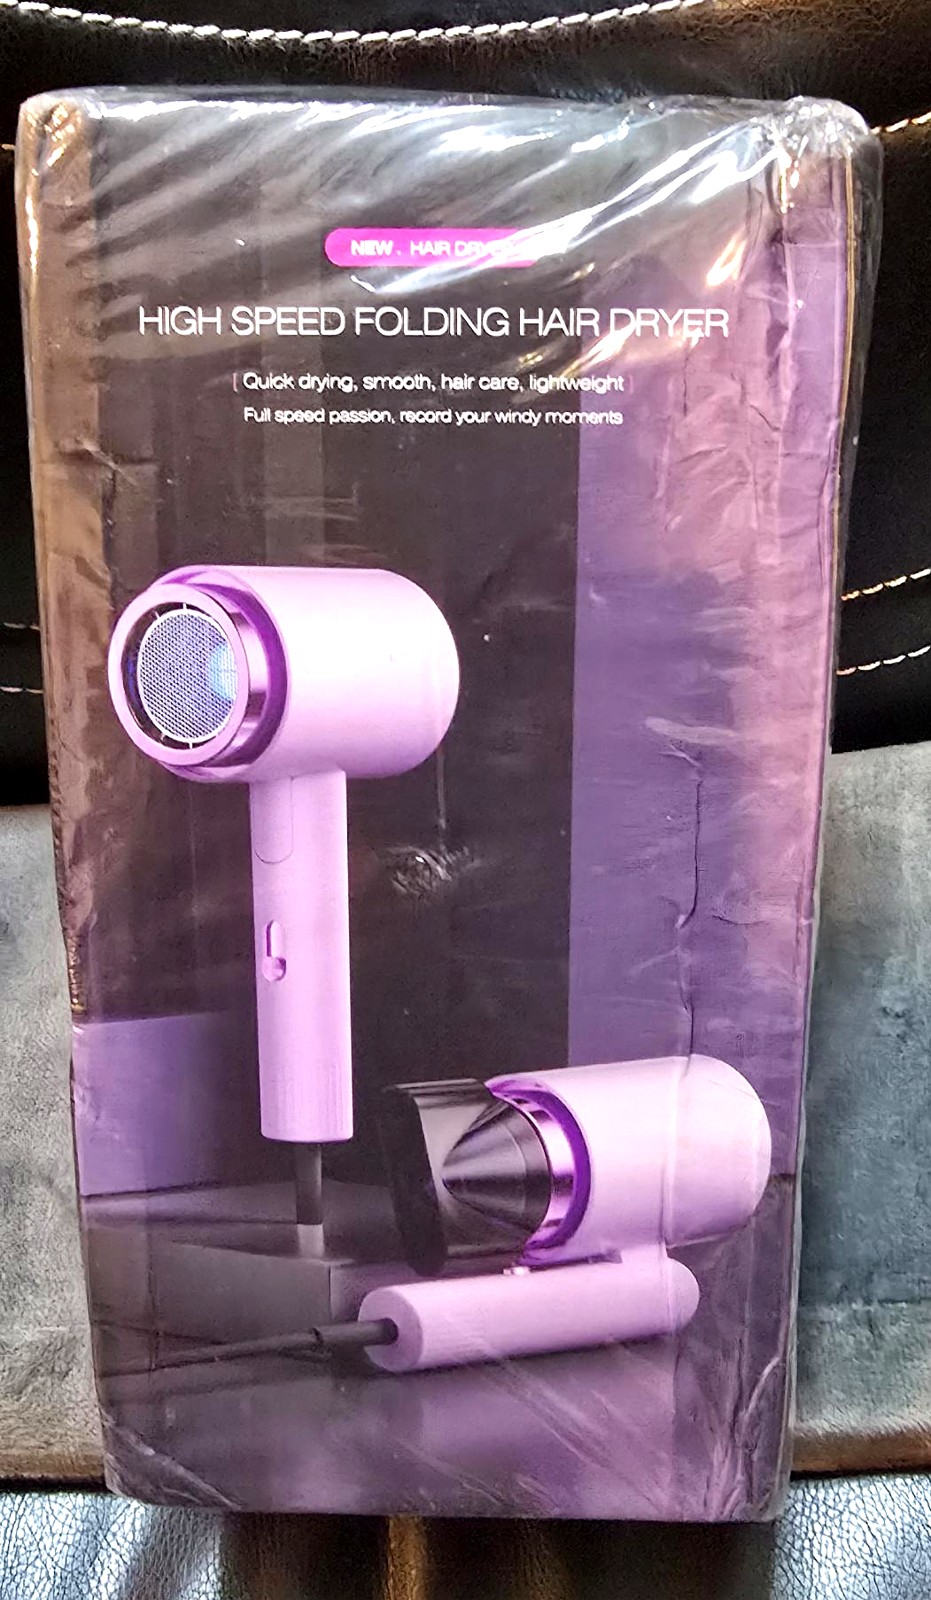 NEW . HAIR DRYER
HIGH SPEED FOLDING HAIR DRYER
[ Quick drying, smooth, hair care, lightweight ]
Full speed passion, record your windy moments